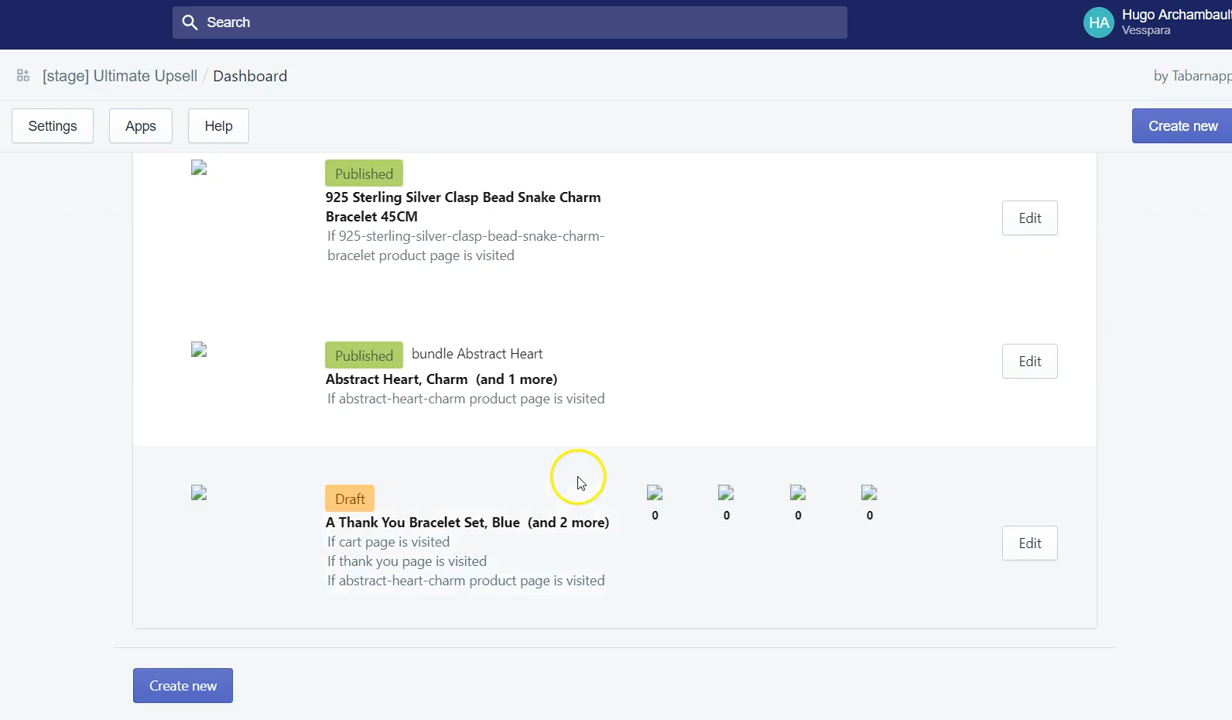 Search
HA
Hugo Archambault
Vesspara
[stage] Ultimate Upsell / Dashboard
by Tabarnapp
Settings
Apps
Help
Create new
Published
925 Sterling Silver Clasp Bead Snake Charm
Bracelet 45CM
If 925-sterling-silver-clasp-bead-snake-charm-
bracelet product page is visited
Edit
Published bundle Abstract Heart
Abstract Heart, Charm (and 1 more)
If abstract-heart-charm product page is visited
Edit
Draft
A Thank You Bracelet Set, Blue (and 2 more)
If cart page is visited
If thank you page is visited
If abstract-heart-charm product page is visited
0 0 0 0
Edit
Create new